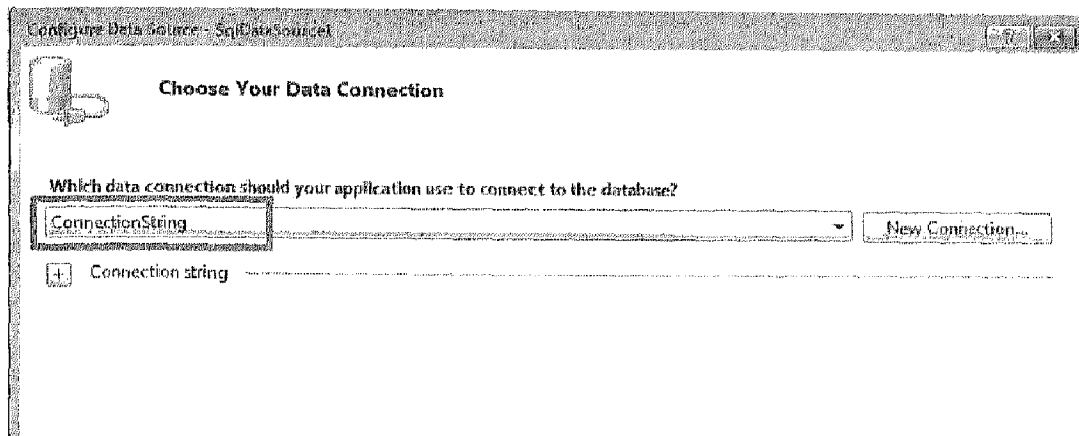 Configure Data Source - SqlDataSource1
Choose Your Data Connection
Which data connection should your application use to connect to the database?
ConnectionString
New Connection...
Connection string